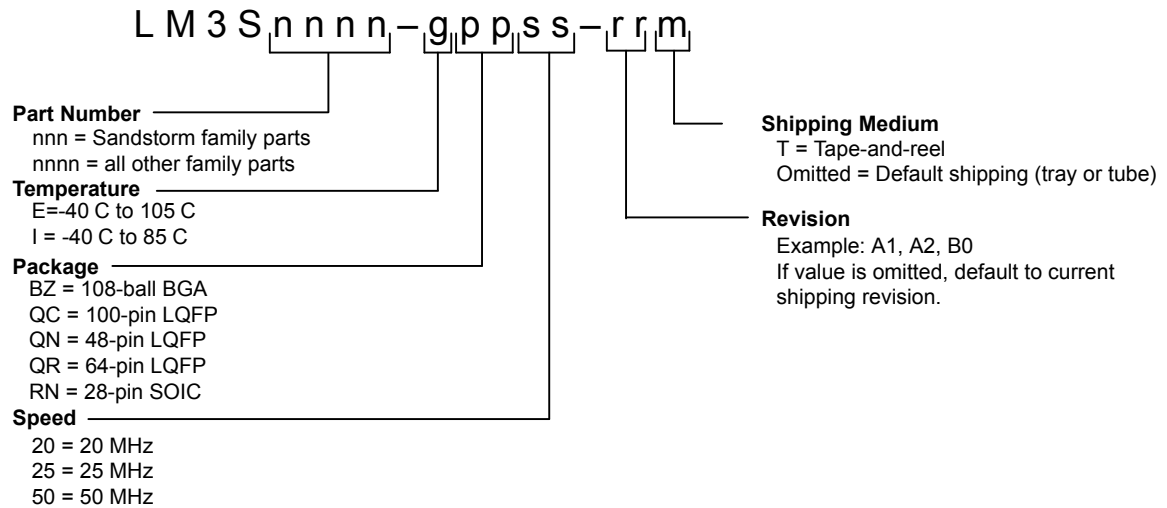 L M 3 S n n n n – g p p s s – r r m
Part Number
nnn = Sandstorm family parts
nnnn = all other family parts
Temperature
E=-40 C to 105 C
I = -40 C to 85 C
Package
BZ = 108-ball BGA
QC = 100-pin LQFP
QN = 48-pin LQFP
QR = 64-pin LQFP
RN = 28-pin SOIC
Speed
20 = 20 MHz
25 = 25 MHz
50 = 50 MHz
Shipping Medium
T = Tape-and-reel
Omitted = Default shipping (tray or tube)
Revision
Example: A1, A2, B0
If value is omitted, default to current
shipping revision.